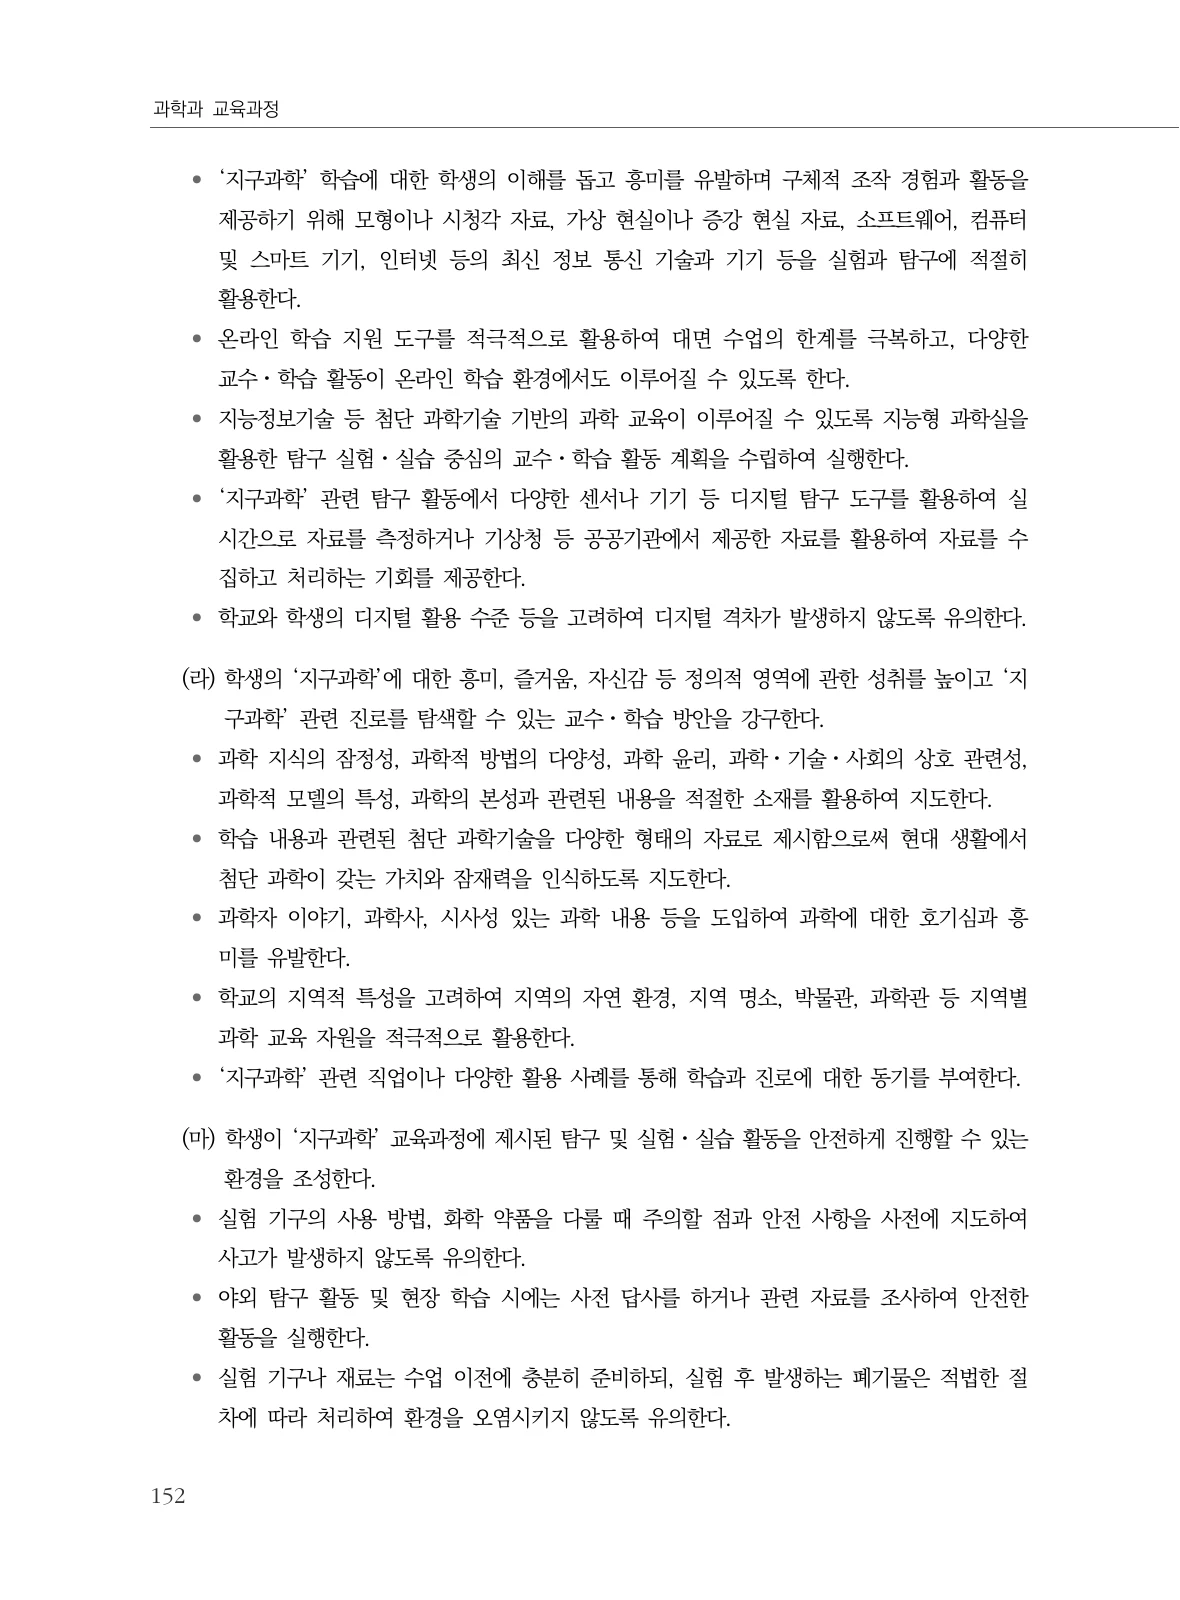 과학과 교육과정
• ‘지구과학’ 학습에 대한 학생의 이해를 돕고 흥미를 유발하며 구체적 조작 경험과 활동을
제공하기 위해 모형이나 시청각 자료, 가상 현실이나 증강 현실 자료, 소프트웨어, 컴퓨터
및 스마트 기기, 인터넷 등의 최신 정보 통신 기술과 기기 등을 실험과 탐구에 적절히
활용한다.
• 온라인 학습 지원 도구를 적극적으로 활용하여 대면 수업의 한계를 극복하고, 다양한
교수・학습 활동이 온라인 학습 환경에서도 이루어질 수 있도록 한다.
• 지능정보기술 등 첨단 과학기술 기반의 과학 교육이 이루어질 수 있도록 지능형 과학실을
활용한 탐구 실험・실습 중심의 교수・학습 활동 계획을 수립하여 실행한다.
• ‘지구과학’ 관련 탐구 활동에서 다양한 센서나 기기 등 디지털 탐구 도구를 활용하여 실
시간으로 자료를 측정하거나 기상청 등 공공기관에서 제공한 자료를 활용하여 자료를 수
집하고 처리하는 기회를 제공한다.
• 학교와 학생의 디지털 활용 수준 등을 고려하여 디지털 격차가 발생하지 않도록 유의한다.
(라) 학생의 ‘지구과학’에 대한 흥미, 즐거움, 자신감 등 정의적 영역에 관한 성취를 높이고 ‘지
구과학’ 관련 진로를 탐색할 수 있는 교수・학습 방안을 강구한다.
• 과학 지식의 잠정성, 과학적 방법의 다양성, 과학 윤리, 과학・기술・사회의 상호 관련성,
과학적 모델의 특성, 과학의 본성과 관련된 내용을 적절한 소재를 활용하여 지도한다.
• 학습 내용과 관련된 첨단 과학기술을 다양한 형태의 자료로 제시함으로써 현대 생활에서
첨단 과학이 갖는 가치와 잠재력을 인식하도록 지도한다.
• 과학자 이야기, 과학사, 시사성 있는 과학 내용 등을 도입하여 과학에 대한 호기심과 흥
미를 유발한다.
• 학교의 지역적 특성을 고려하여 지역의 자연 환경, 지역 명소, 박물관, 과학관 등 지역별
과학 교육 자원을 적극적으로 활용한다.
• ‘지구과학’ 관련 직업이나 다양한 활용 사례를 통해 학습과 진로에 대한 동기를 부여한다.
(마) 학생이 ‘지구과학’ 교육과정에 제시된 탐구 및 실험・실습 활동을 안전하게 진행할 수 있는
환경을 조성한다.
• 실험 기구의 사용 방법, 화학 약품을 다룰 때 주의할 점과 안전 사항을 사전에 지도하여
사고가 발생하지 않도록 유의한다.
• 야외 탐구 활동 및 현장 학습 시에는 사전 답사를 하거나 관련 자료를 조사하여 안전한
활동을 실행한다.
• 실험 기구나 재료는 수업 이전에 충분히 준비하되, 실험 후 발생하는 폐기물은 적법한 절
차에 따라 처리하여 환경을 오염시키지 않도록 유의한다.
152